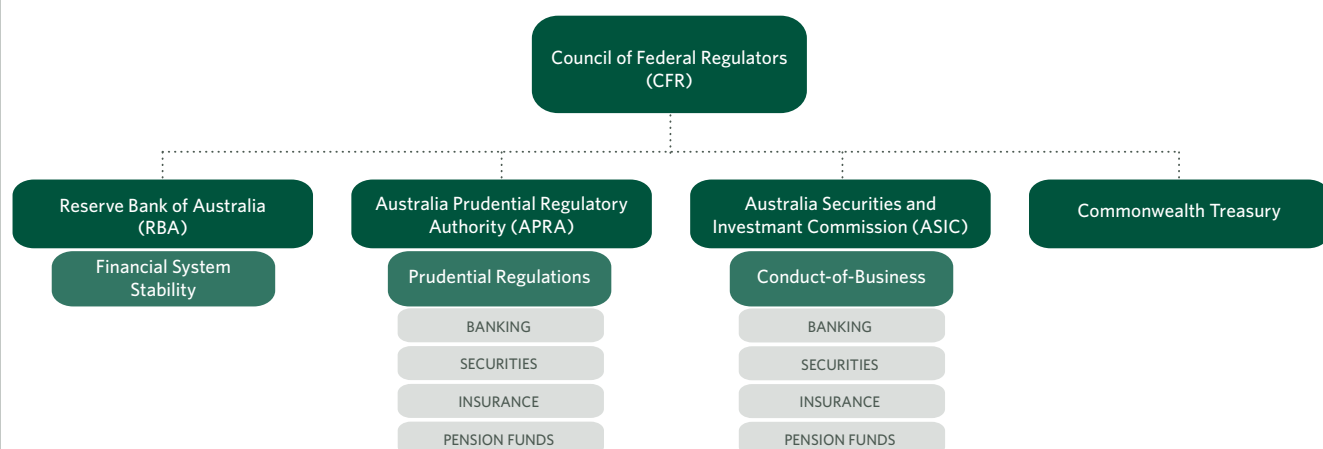 Council of Federal Regulators
(CFR)
Reserve Bank of Australia
(RBA)
Australia Prudential Regulatory
Authority (APRA)
Australia Securities and
Investmant Commission (ASIC)
Commonwealth Treasury
Financial System
Stability
Prudential Regulations
Conduct-of-Business
BANKING
SECURITIES
INSURANCE
PENSION FUNDS
BANKING
SECURITIES
INSURANCE
PENSION FUNDS